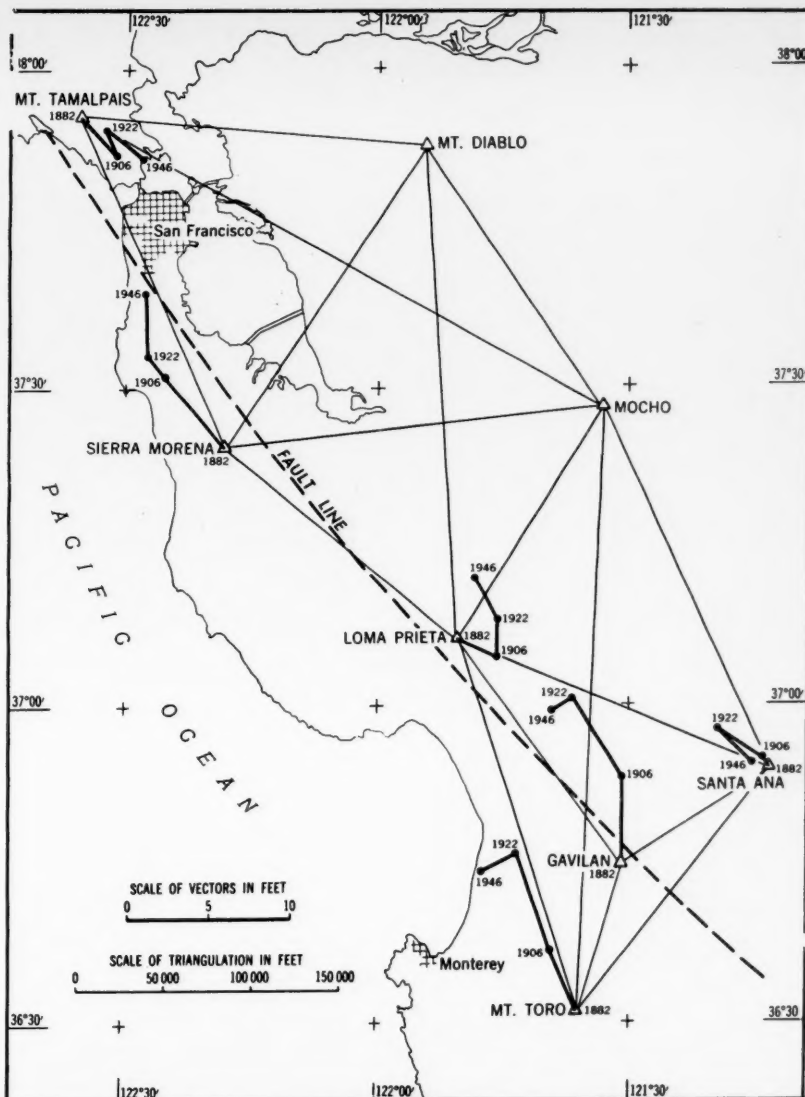 122°30′
122°00′
121°30′
38°00′
38°00′
MT. TAMALPAIS
1882
1922
1906
1946
MT. DIABLO
San Francisco
1946
1922
1906
37°30′
37°30′
MOCHO
SIERRA MORENA
1882
FAULT LINE
PACIFIC OCEAN
1946
1922
LOMA PRIETA
1882
1906
37°00′
37°00′
1922
1946
1922
1906
1946
1882
SANTA ANA
1906
GAVILAN
1882
1922
1946
SCALE OF VECTORS IN FEET
0 5 10
SCALE OF TRIANGULATION IN FEET
0 50 000 100 000 150 000
1906
Monterey
MT. TORO
1882
36°30′
36°30′
122°30′
122°00′
121°30′